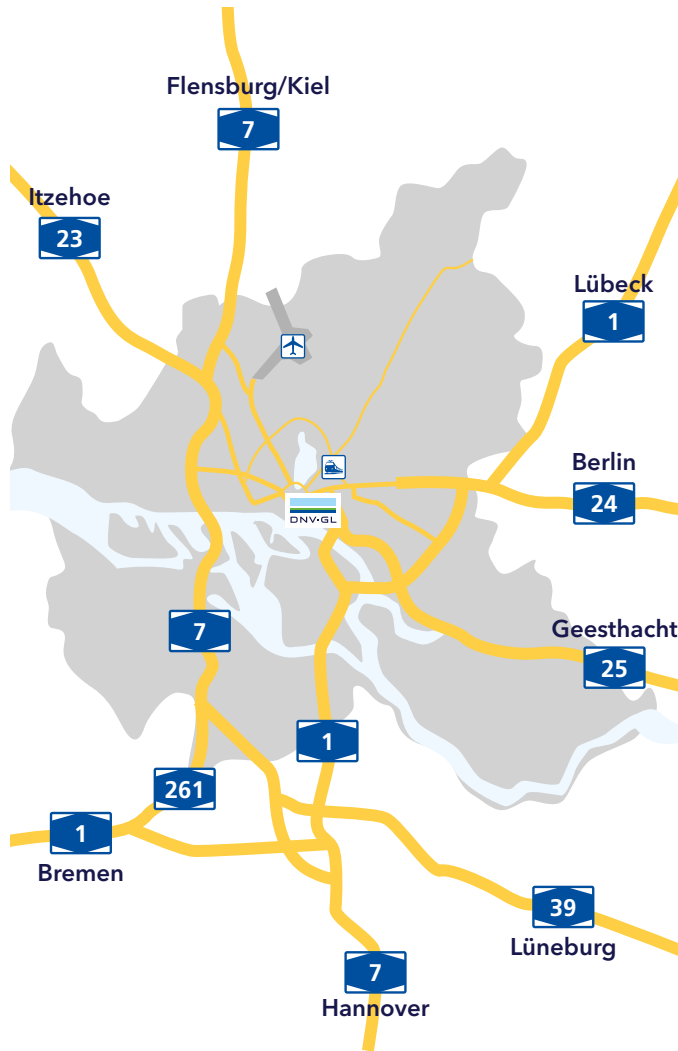 Flensburg/Kiel
7
Itzehoe
23
Lübeck
1
Berlin
24
DNV·GL
Geesthacht
7
25
1
261
1
Bremen
39
Lüneburg
7
Hannover